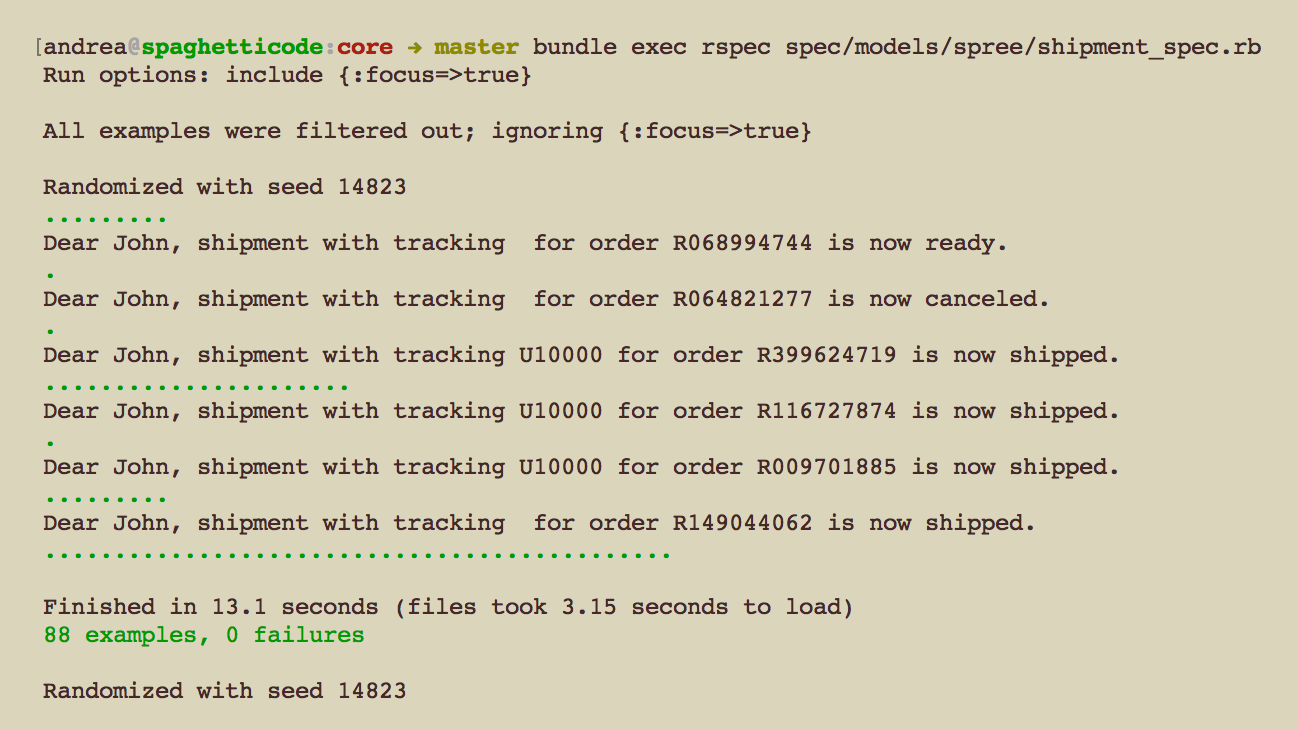 [andrea@spaghetticode:core → master bundle exec rspec spec/models/spree/shipment_spec.rb
Run options: include {:focus=>true}
All examples were filtered out; ignoring {:focus=>true}
Randomized with seed 14823
.........
Dear John, shipment with tracking  for order R068994744 is now ready.
.
Dear John, shipment with tracking  for order R064821277 is now canceled.
.
Dear John, shipment with tracking U10000 for order R399624719 is now shipped.
......................
Dear John, shipment with tracking U10000 for order R116727874 is now shipped.
.
Dear John, shipment with tracking U10000 for order R009701885 is now shipped.
.........
Dear John, shipment with tracking  for order R149044062 is now shipped.
.............................................
Finished in 13.1 seconds (files took 3.15 seconds to load)
88 examples, 0 failures
Randomized with seed 14823